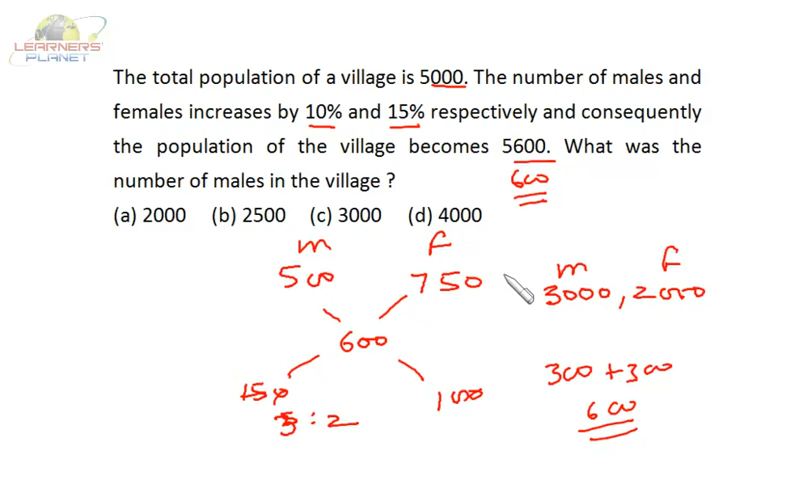 LEARNERS'
PLANET
The total population of a village is 5000. The number of males and
females increases by 10% and 15% respectively and consequently
the population of the village becomes 5600. What was the
number of males in the village ?
600
(a) 2000 (b) 2500 (c) 3000 (d) 4000
m f
500 750
m f
3000, 2000
600
300 + 300
150 100
600
3 : 2